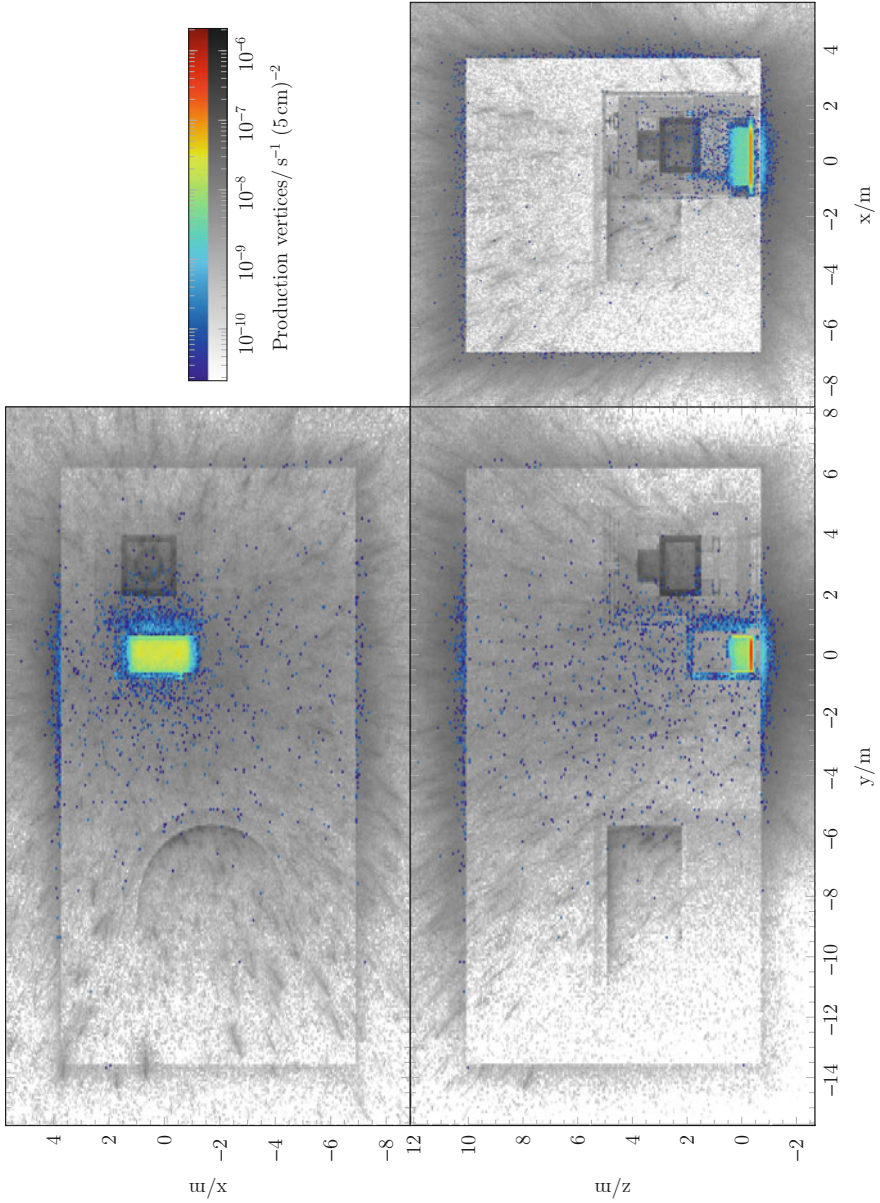 10⁻¹⁰ 10⁻⁹ 10⁻⁸ 10⁻⁷ 10⁻⁶
Production vertices/ s⁻¹ (5 cm)⁻²
4 2 0 −2 −4 −6 −8
x/m
12 10 8 6 4 2 0 −2
z/m
−14 −12 −10 −8 −6 −4 −2 0 2 4 6 8
y/m
−8 −6 −4 −2 0 2 4
x/m